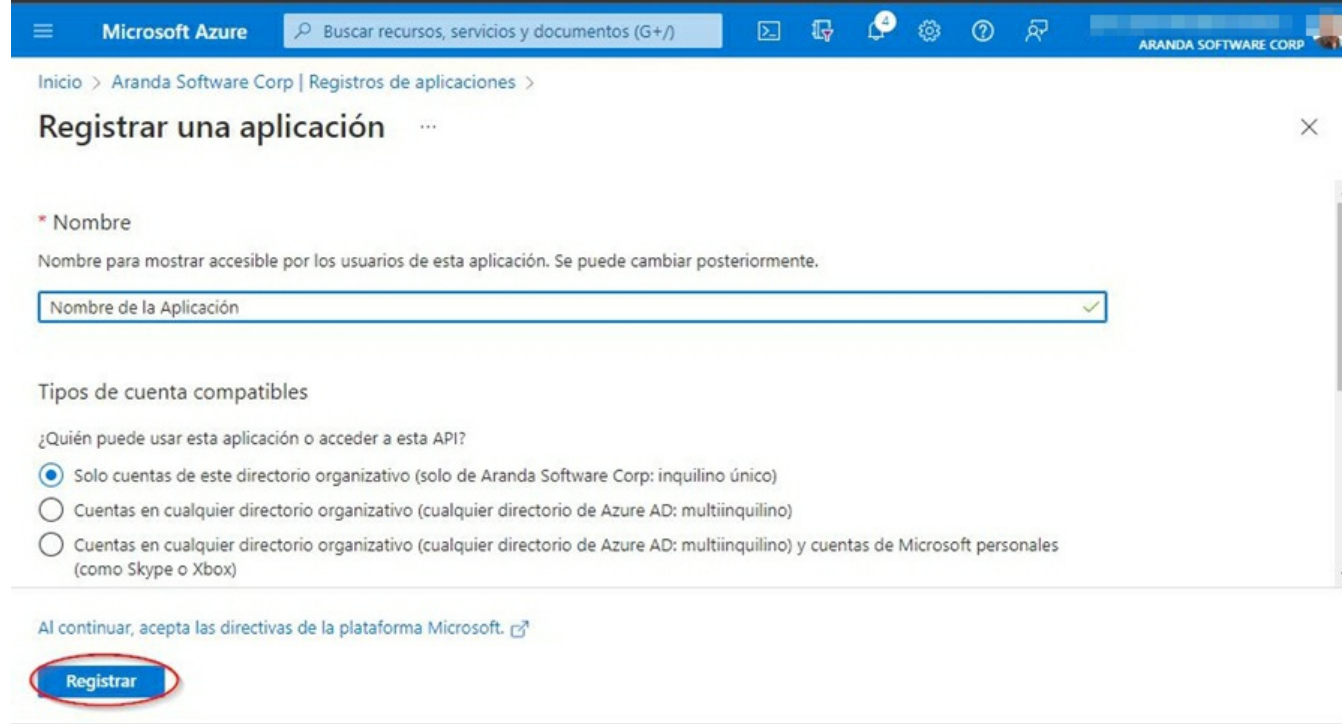 Microsoft Azure
Buscar recursos, servicios y documentos (G+/)
4
ARANDA SOFTWARE CORP
Inicio > Aranda Software Corp | Registros de aplicaciones >
Registrar una aplicación ...
* Nombre
Nombre para mostrar accesible por los usuarios de esta aplicación. Se puede cambiar posteriormente.
Nombre de la Aplicación
Tipos de cuenta compatibles
¿Quién puede usar esta aplicación o acceder a esta API?
Solo cuentas de este directorio organizativo (solo de Aranda Software Corp: inquilino único)
Cuentas en cualquier directorio organizativo (cualquier directorio de Azure AD: multiinquilino)
Cuentas en cualquier directorio organizativo (cualquier directorio de Azure AD: multiinquilino) y cuentas de Microsoft personales
(como Skype o Xbox)
Al continuar, acepta las directivas de la plataforma Microsoft.
Registrar